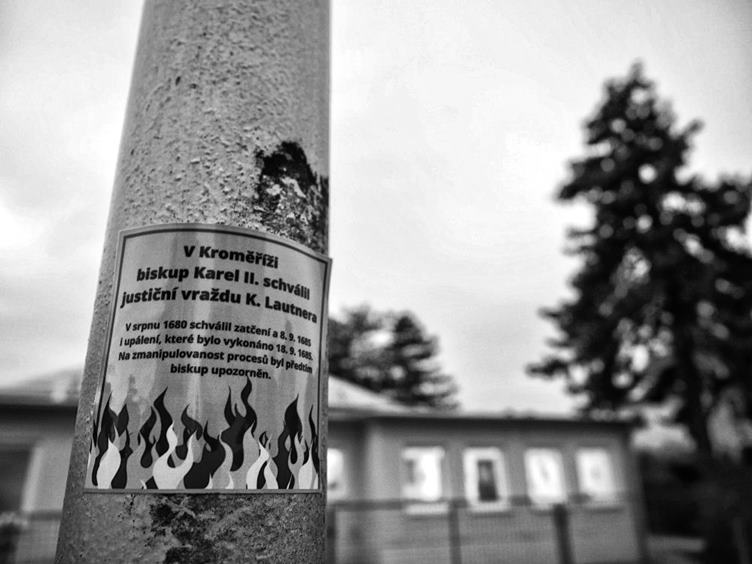 V Kroměříži
biskup Karel II. schválil
justiční vraždu K. Lautnera
V srpnu 1680 schválil zatčení a 8. 9. 1685
i upálení, které bylo vykonáno 18. 9. 1685.
Na zmanipulovanost procesů byl předtím
biskup upozorněn.